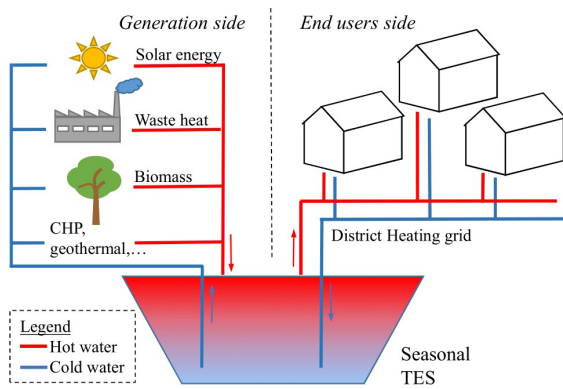 Generation side
End users side
Solar energy
Waste heat
Biomass
CHP,
geothermal,...
District Heating grid
Legend
Hot water
Cold water
Seasonal
TES